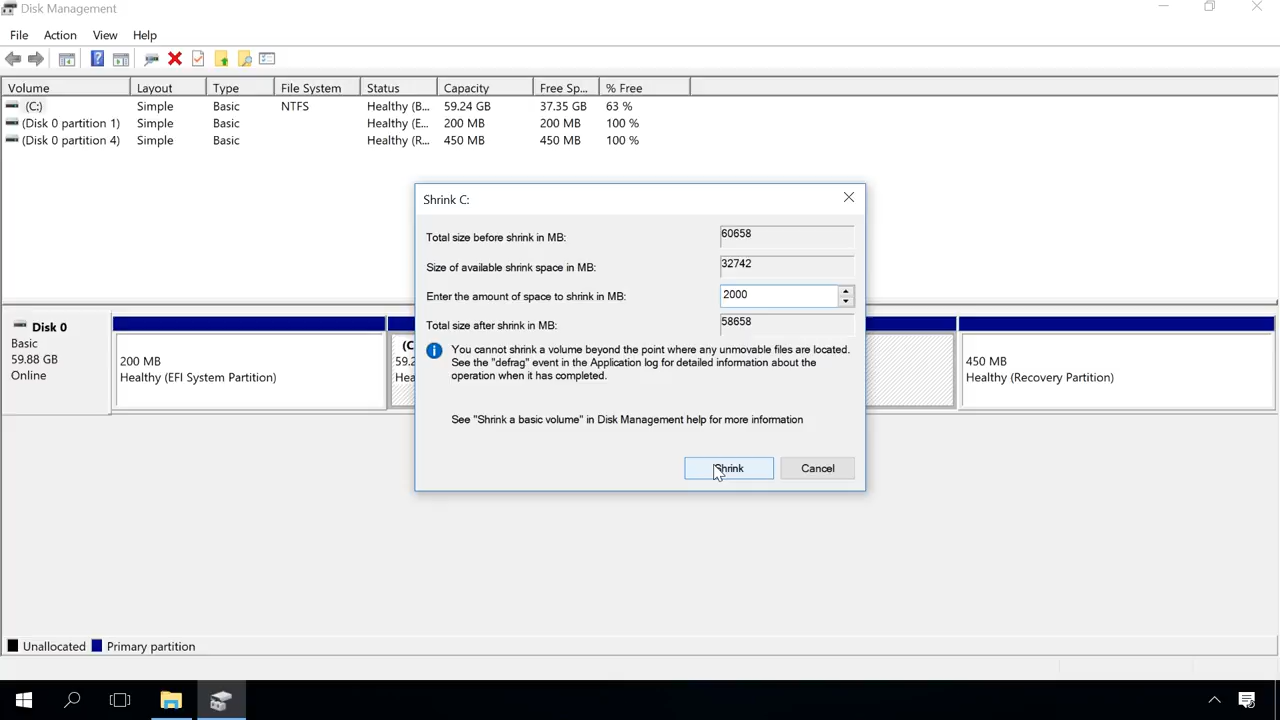 Disk Management
File Action View Help
Volume Layout Type File System Status Capacity Free Sp... % Free
(C:) Simple Basic NTFS Healthy (B... 59.24 GB 37.35 GB 63 %
(Disk 0 partition 1) Simple Basic Healthy (E... 200 MB 200 MB 100 %
(Disk 0 partition 4) Simple Basic Healthy (R... 450 MB 450 MB 100 %
Shrink C:
Total size before shrink in MB: 60658
Size of available shrink space in MB: 32742
Enter the amount of space to shrink in MB: 2000
Total size after shrink in MB: 58658
You cannot shrink a volume beyond the point where any unmovable files are located.
See the "defrag" event in the Application log for detailed information about the
operation when it has completed.
See "Shrink a basic volume" in Disk Management help for more information
Shrink Cancel
Disk 0
Basic
59.88 GB
Online
200 MB
Healthy (EFI System Partition)
(C
59.2
Hea
450 MB
Healthy (Recovery Partition)
Unallocated Primary partition